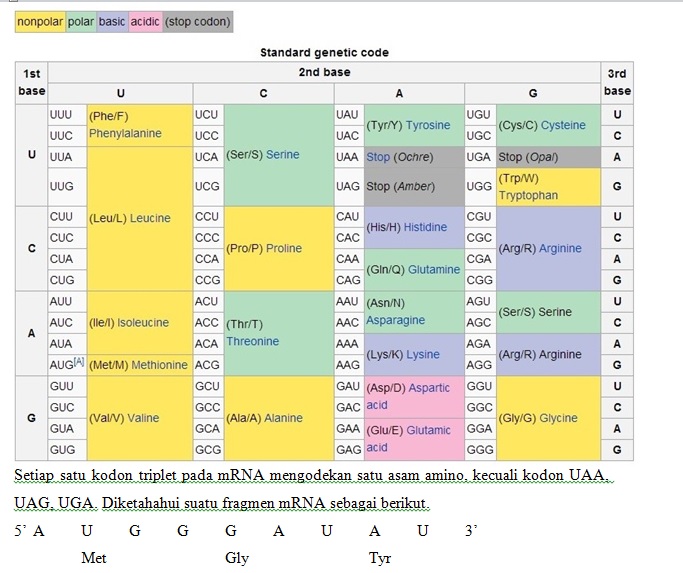 nonpolar polar basic acidic (stop codon)
Standard genetic code
1st base 2nd base 3rd base
U C A G
U UUU (Phe/F) Phenylalanine UCU (Ser/S) Serine UAU (Tyr/Y) Tyrosine UGU (Cys/C) Cysteine U
UUC UCC UAC UGC C
UUA (Leu/L) Leucine UCA UAA Stop (Ochre) UGA Stop (Opal) A
UUG UCG UAG Stop (Amber) UGG (Trp/W) Tryptophan G
C CUU CCU (Pro/P) Proline CAU (His/H) Histidine CGU (Arg/R) Arginine U
CUC CCC CAC CGC C
CUA CCA CAA (Gln/Q) Glutamine CGA A
CUG CCG CAG CGG G
A AUU (Ile/I) Isoleucine ACU (Thr/T) Threonine AAU (Asn/N) Asparagine AGU (Ser/S) Serine U
AUC ACC AAC AGC C
AUA ACA AAA (Lys/K) Lysine AGA (Arg/R) Arginine A
AUG[A] (Met/M) Methionine ACG AAG AGG G
G GUU (Val/V) Valine GCU (Ala/A) Alanine GAU (Asp/D) Aspartic acid GGU (Gly/G) Glycine U
GUC GCC GAC GGC C
GUA GCA GAA (Glu/E) Glutamic acid GGA A
GUG GCG GAG GGG G
Setiap satu kodon triplet pada mRNA mengodekan satu asam amino, kecuali kodon UAA,
UAG, UGA. Diketahahui suatu fragmen mRNA sebagai berikut.
5’ A U G G G A U A U 3’
Met Gly Tyr